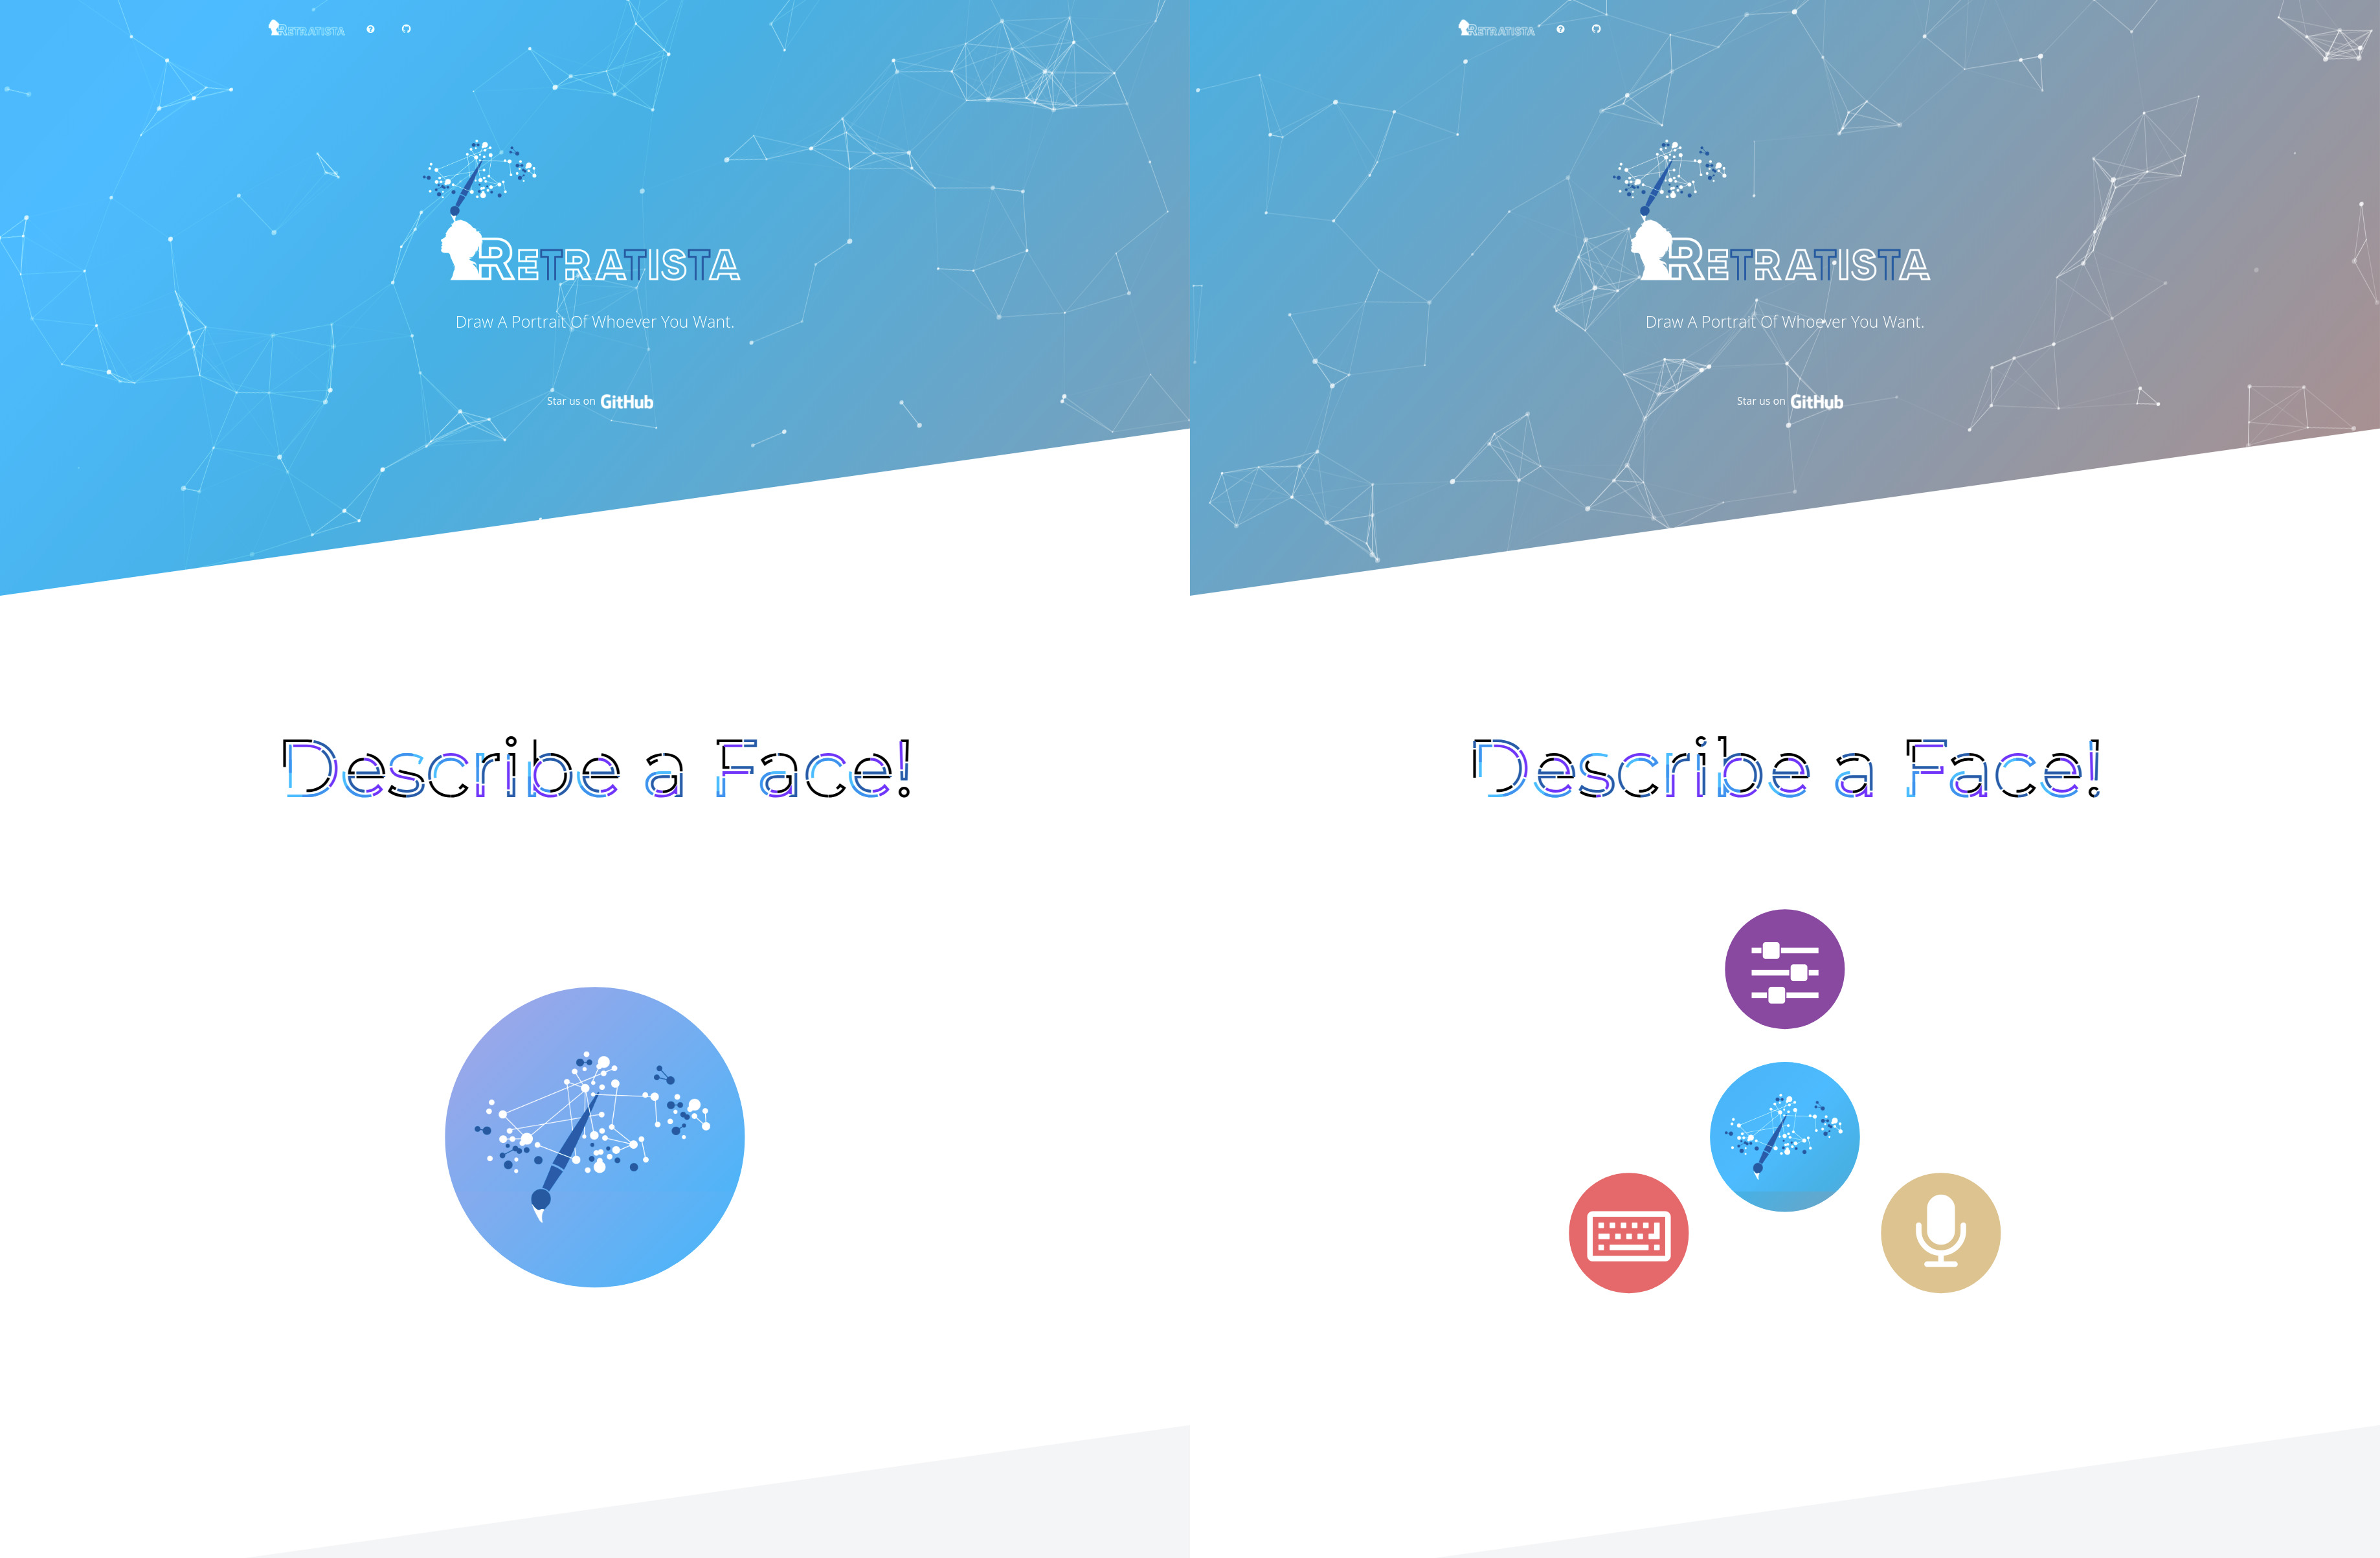 RETRATISTA
RETRATISTA
Draw A Portrait Of Whoever You Want.
Star us on GitHub
Describe a Face!
RETRATISTA
RETRATISTA
Draw A Portrait Of Whoever You Want.
Star us on GitHub
Describe a Face!